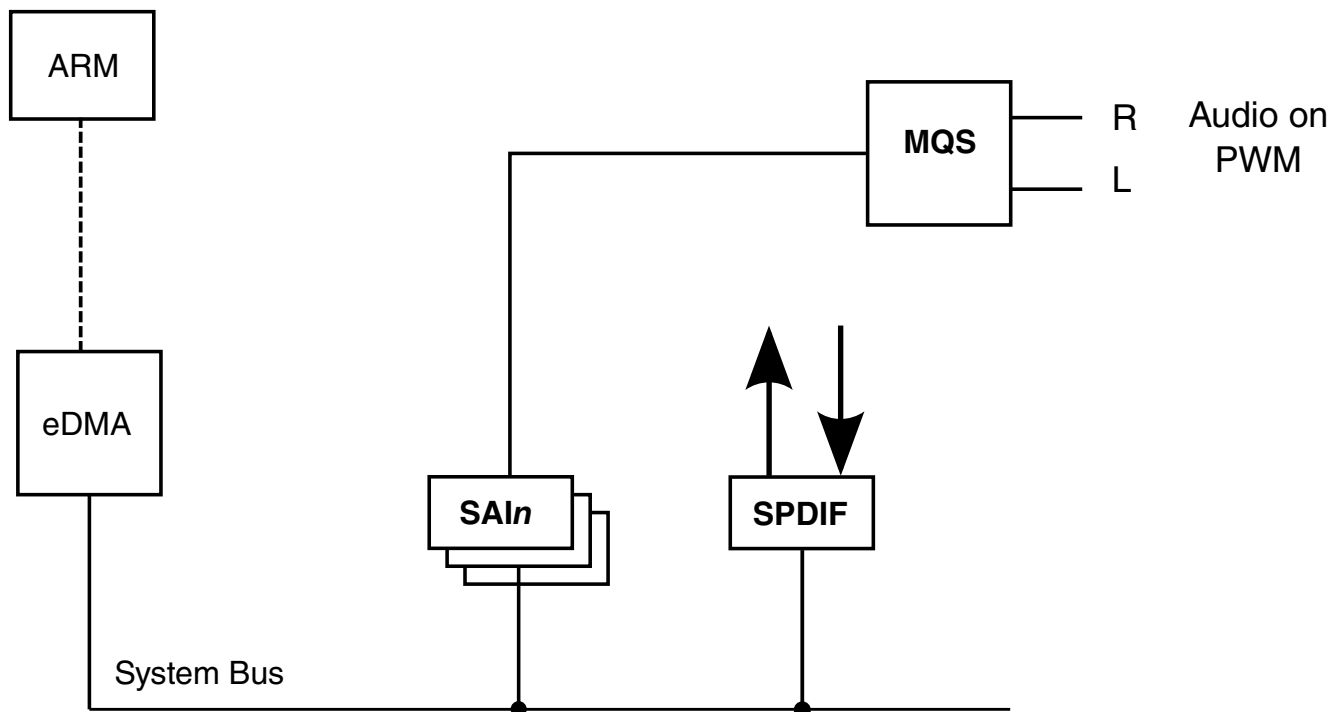 ARM
MQS
R
L
Audio on
PWM
eDMA
SAIn
SPDIF
System Bus